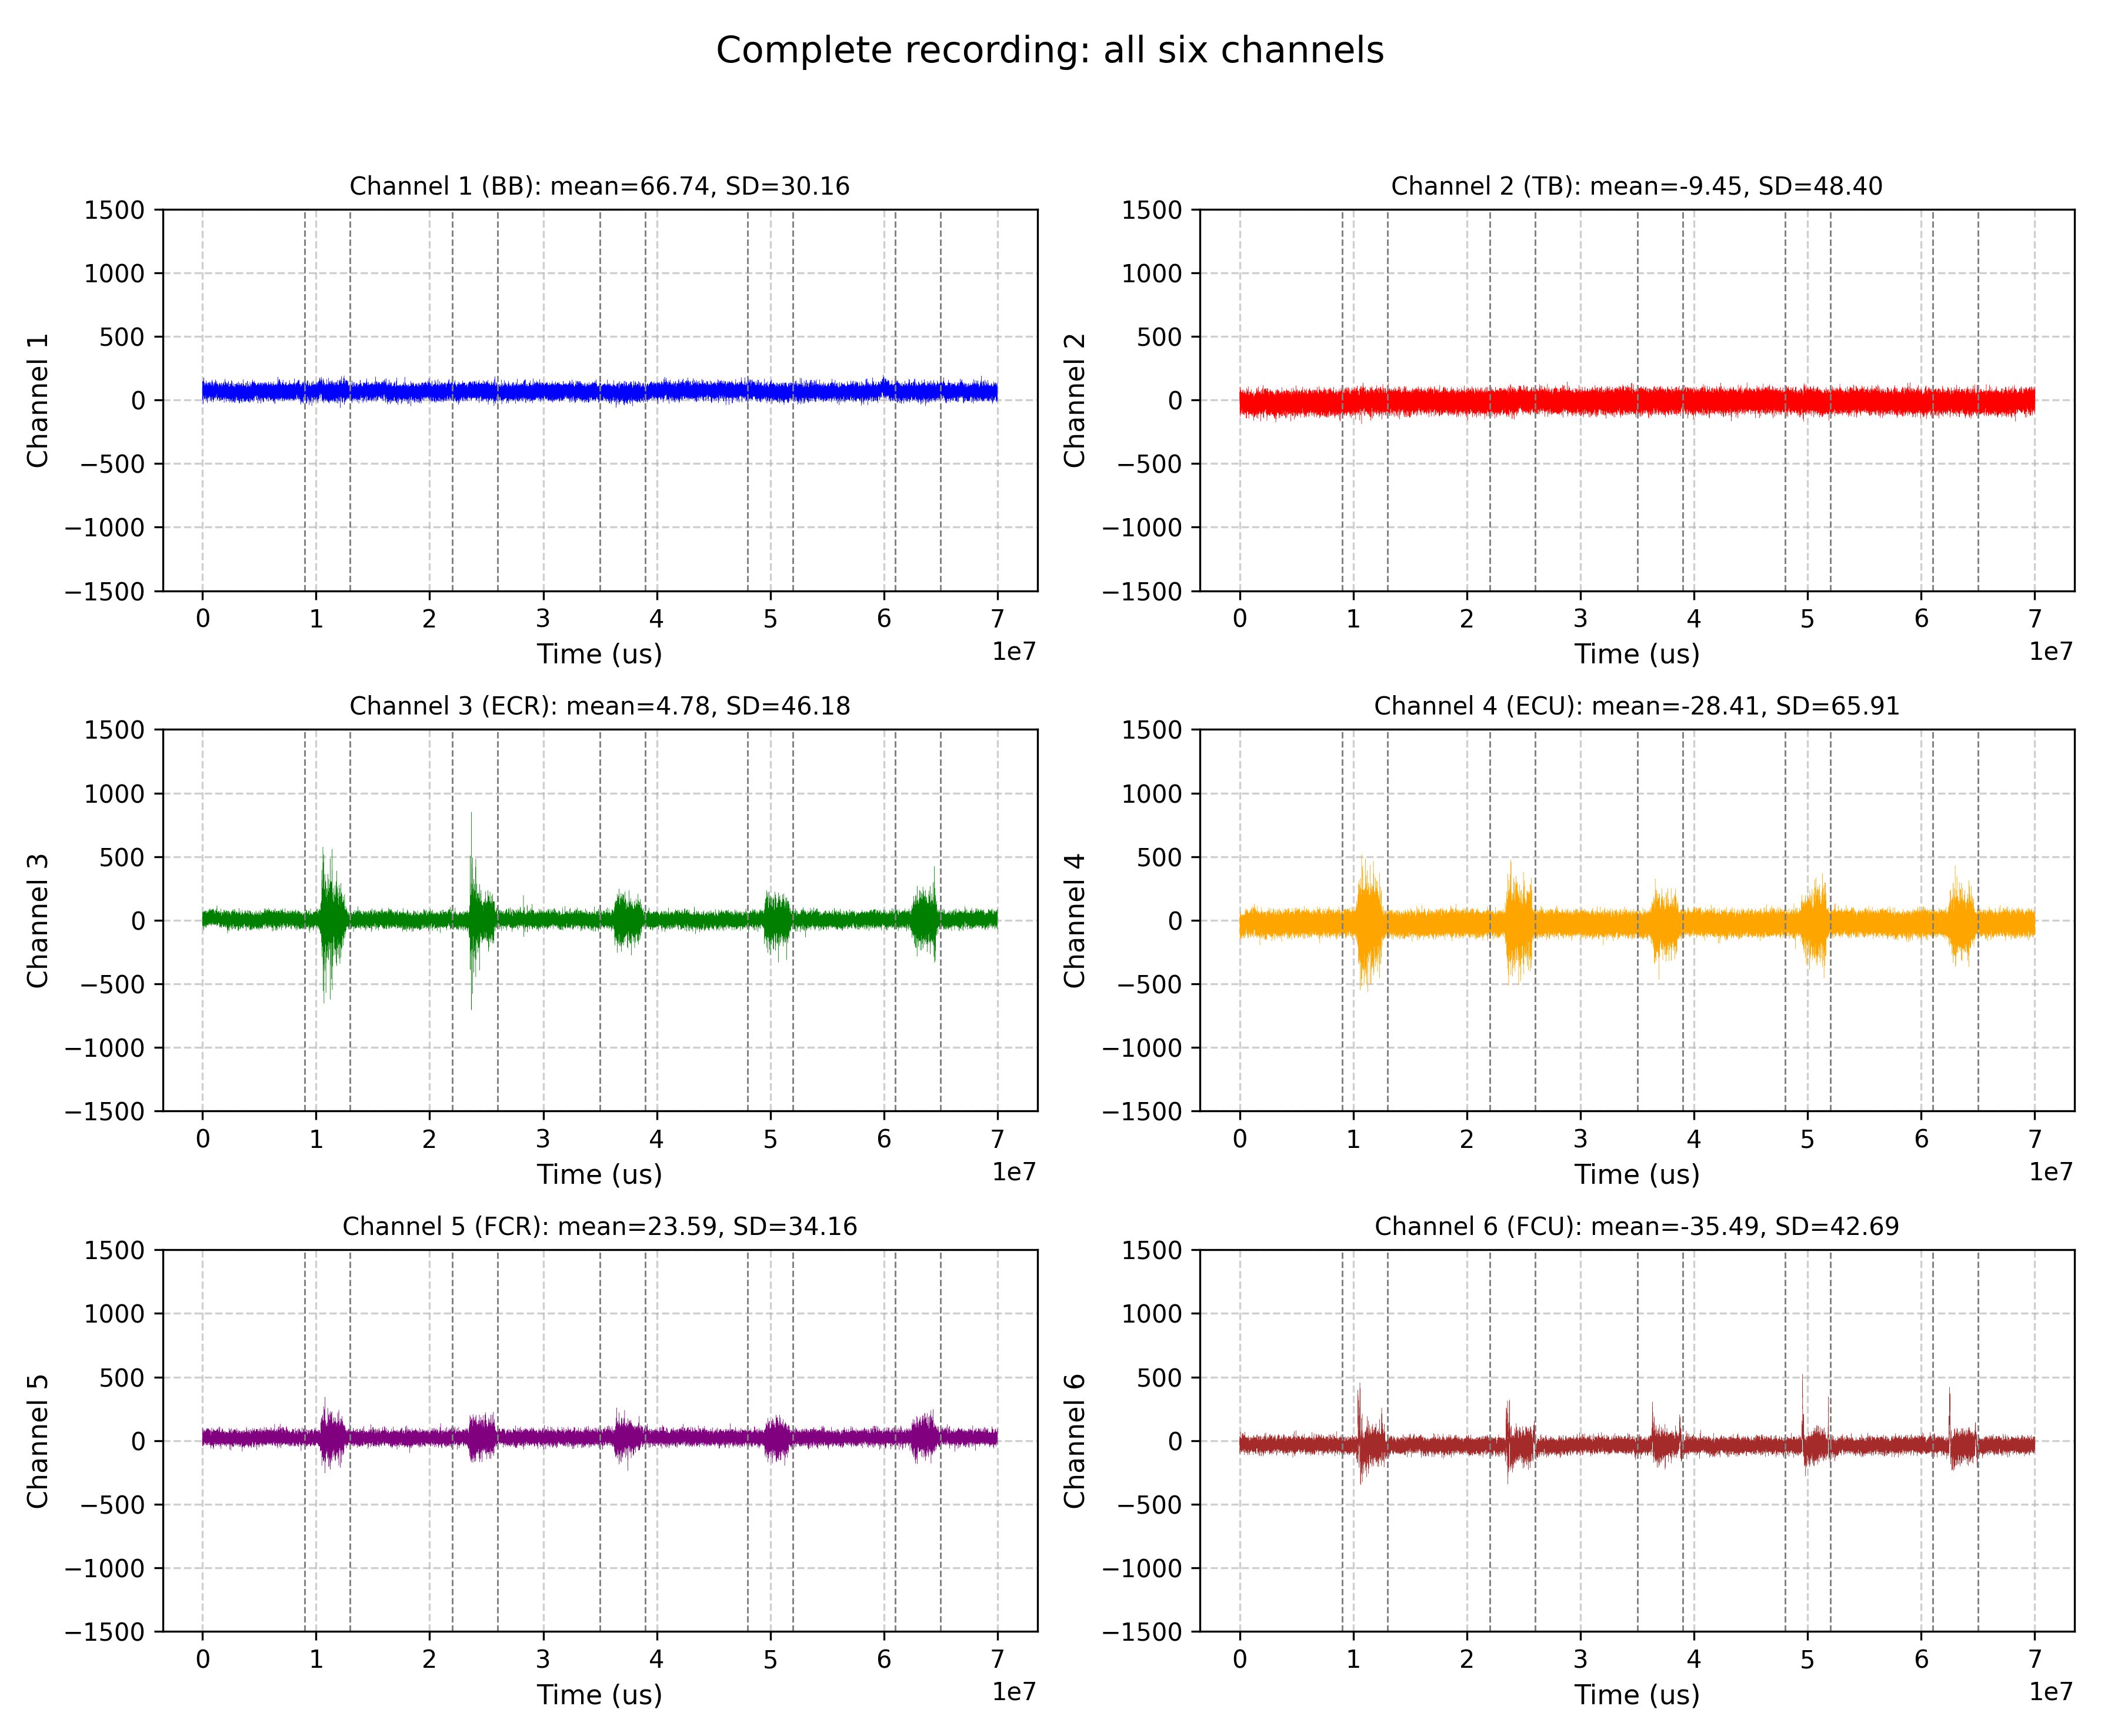 Complete recording: all six channels
Channel 1 (BB): mean=66.74, SD=30.16
1500
1000
500
0
−500
−1000
−1500
Channel 1
0 1 2 3 4 5 6 7
Time (us)
1e7
Channel 2 (TB): mean=-9.45, SD=48.40
1500
1000
500
0
−500
−1000
−1500
Channel 2
0 1 2 3 4 5 6 7
Time (us)
1e7
Channel 3 (ECR): mean=4.78, SD=46.18
1500
1000
500
0
−500
−1000
−1500
Channel 3
0 1 2 3 4 5 6 7
Time (us)
1e7
Channel 4 (ECU): mean=-28.41, SD=65.91
1500
1000
500
0
−500
−1000
−1500
Channel 4
0 1 2 3 4 5 6 7
Time (us)
1e7
Channel 5 (FCR): mean=23.59, SD=34.16
1500
1000
500
0
−500
−1000
−1500
Channel 5
0 1 2 3 4 5 6 7
Time (us)
1e7
Channel 6 (FCU): mean=-35.49, SD=42.69
1500
1000
500
0
−500
−1000
−1500
Channel 6
0 1 2 3 4 5 6 7
Time (us)
1e7